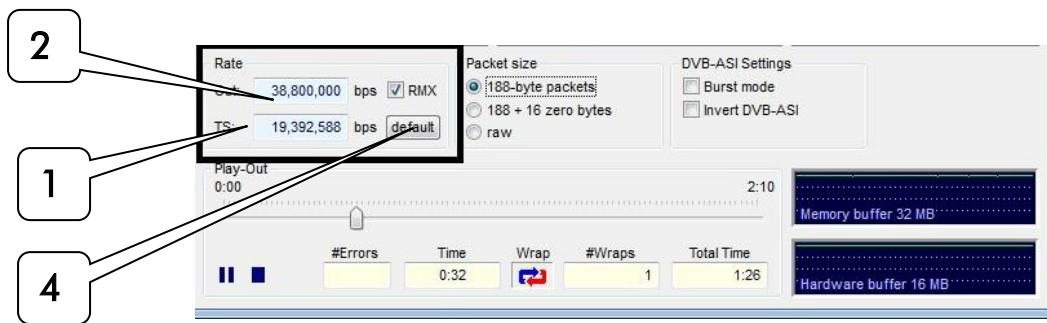 2
1
4
Rate
Out: 38,800,000 bps RMX
TS: 19,392,588 bps default
Packet size
188-byte packets
188 + 16 zero bytes
raw
DVB-ASI Settings
Burst mode
Invert DVB-ASI
Play-Out
0:00 2:10
#Errors Time Wrap #Wraps Total Time
0:32 1 1:26
Memory buffer 32 MB
Hardware buffer 16 MB